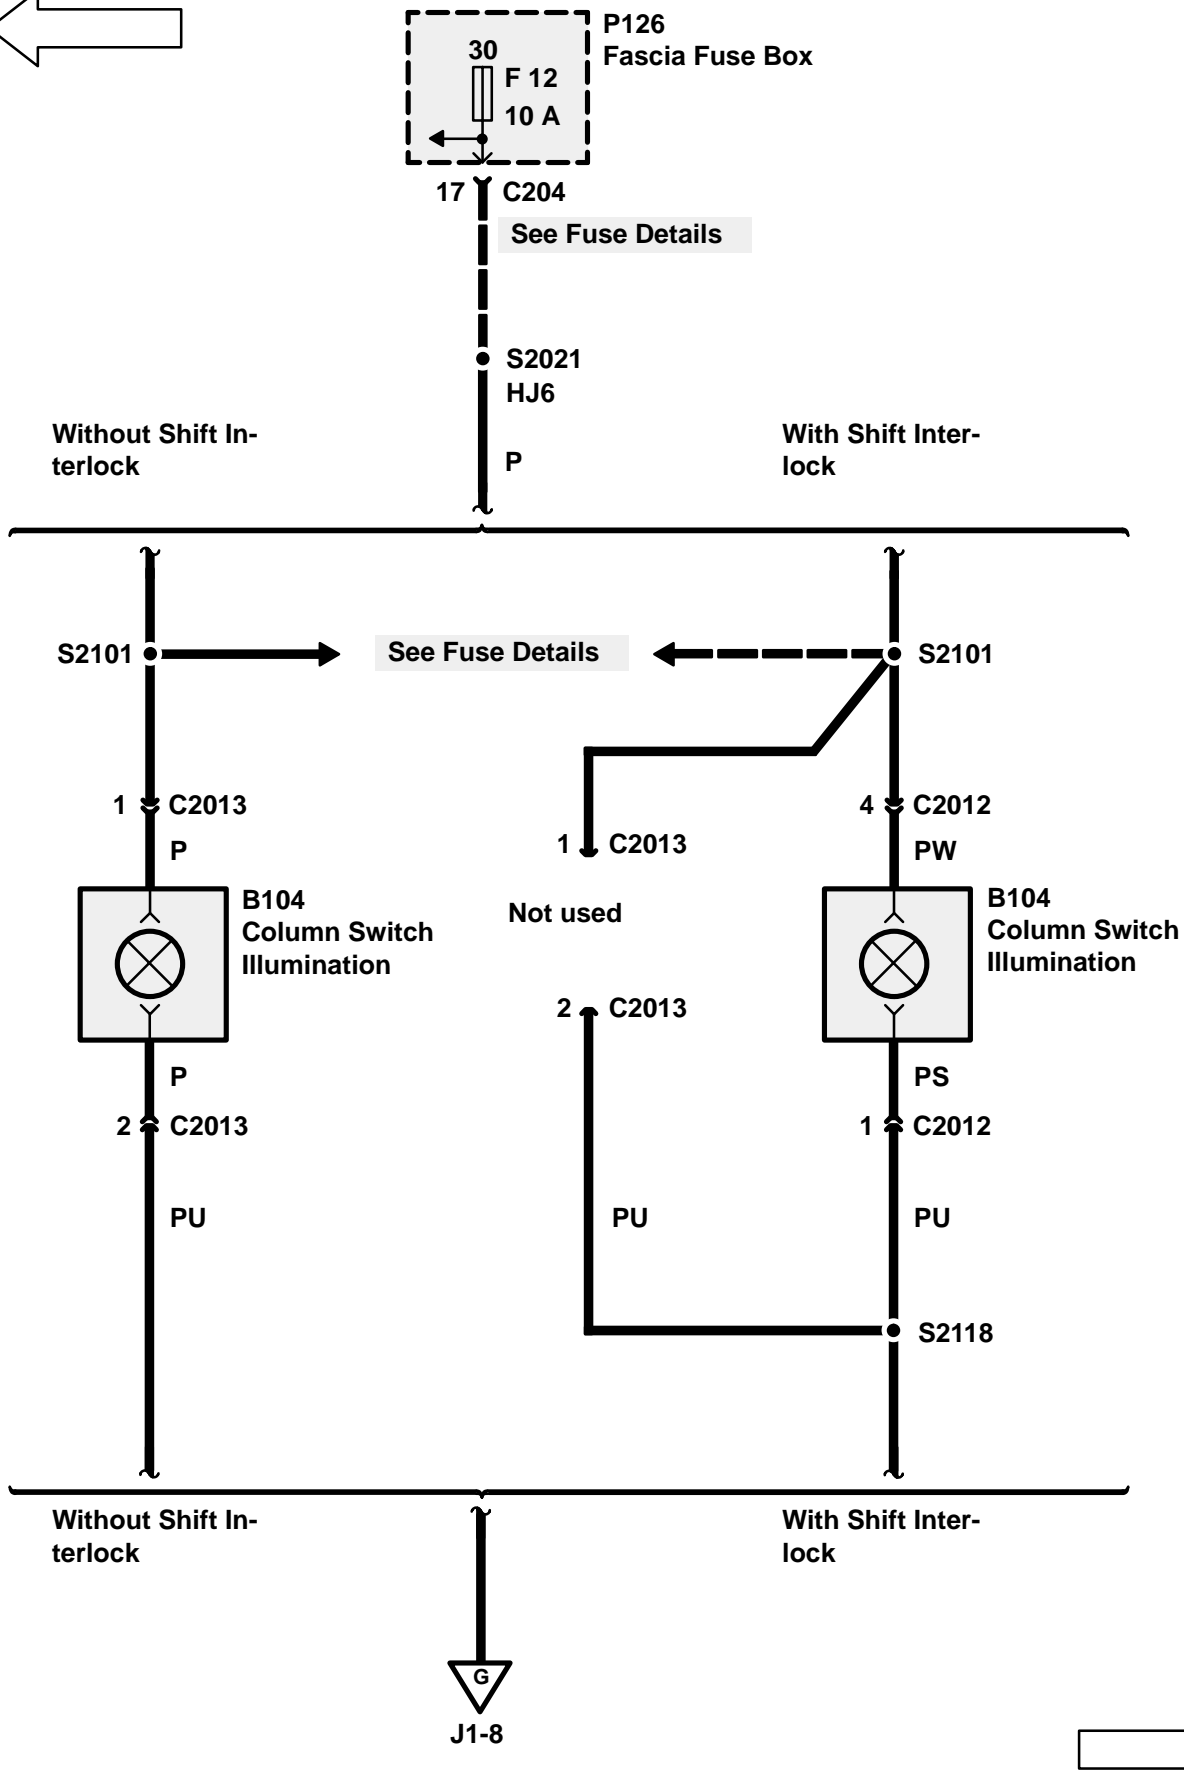 P126
Fascia Fuse Box
30
F 12
10 A
17
C204
See Fuse Details
S2021
HJ6
Without Shift In-
terlock
With Shift Inter-
lock
P
S2101
See Fuse Details
S2101
1
C2013
4
C2012
1
C2013
P
PW
B104
Column Switch
Illumination
Not used
B104
Column Switch
Illumination
2
C2013
P
PS
2
C2013
1
C2012
PU
PU
PU
S2118
Without Shift In-
terlock
With Shift Inter-
lock
G
J1-8